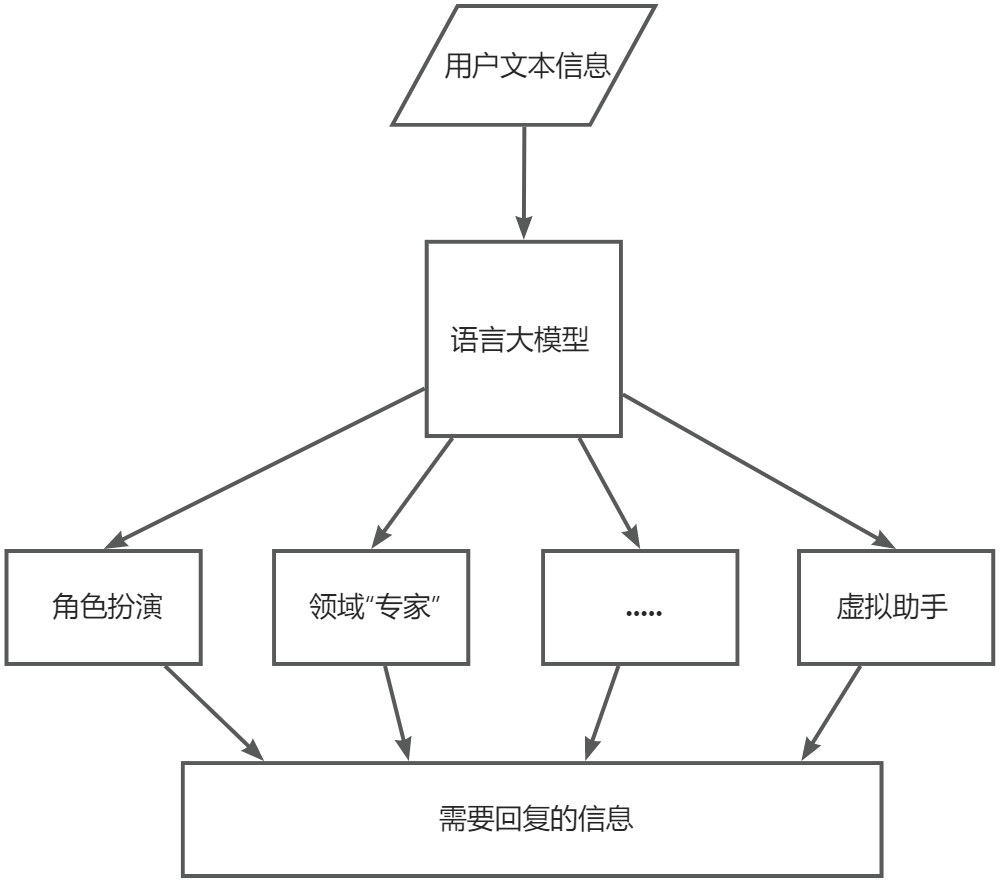 用户文本信息
语言大模型
角色扮演
领域“专家”
.....
虚拟助手
需要回复的信息